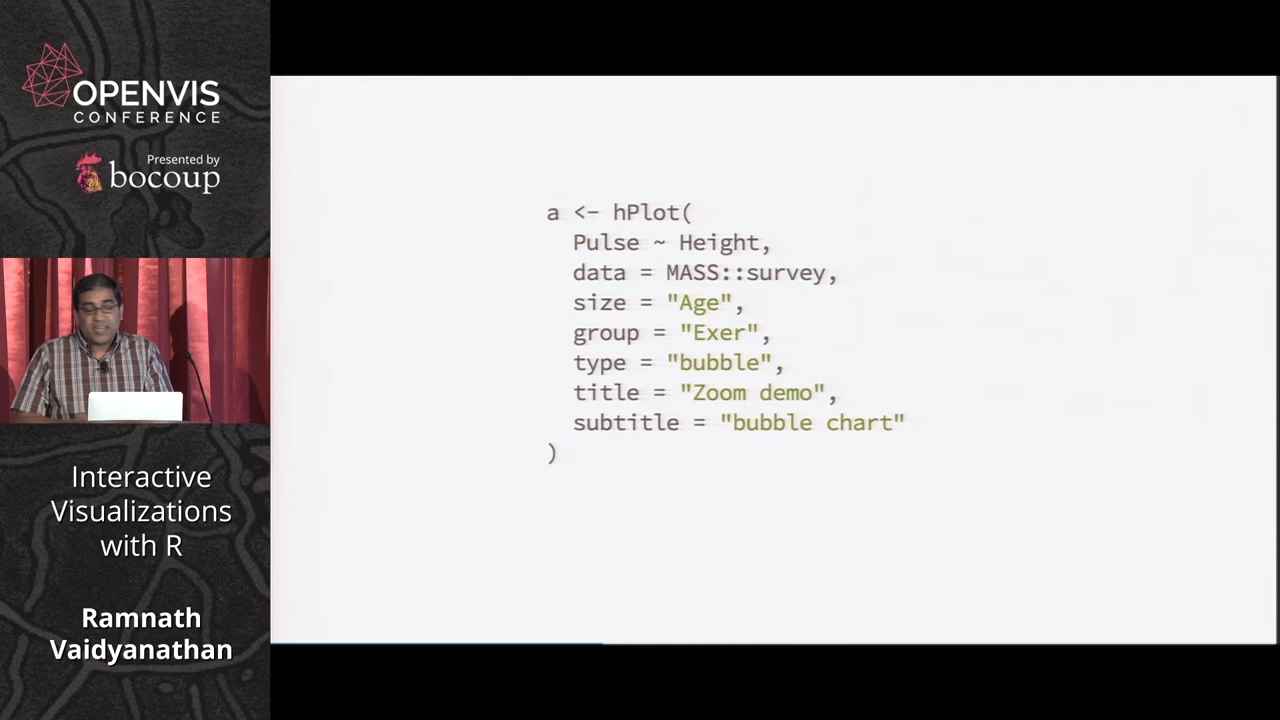 OPENVIS
CONFERENCE
Presented by
bocoup
Interactive
Visualizations
with R
Ramnath
Vaidyanathan
a <- hPlot(
  Pulse ~ Height,
  data = MASS::survey,
  size = "Age",
  group = "Exer",
  type = "bubble",
  title = "Zoom demo",
  subtitle = "bubble chart"
)